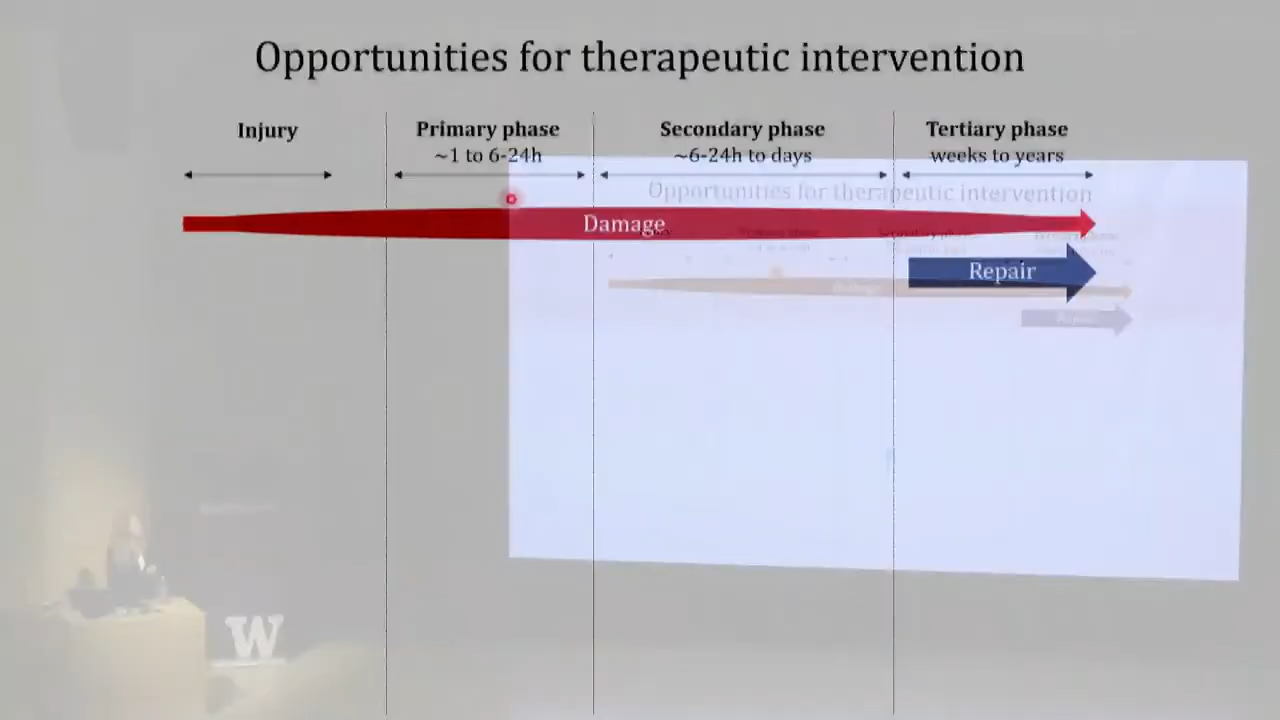 Opportunities for therapeutic intervention
Injury
Primary phase
~1 to 6-24h
Secondary phase
~6-24h to days
Tertiary phase
weeks to years
Opportunities for therapeutic intervention
Damage
Repair
W